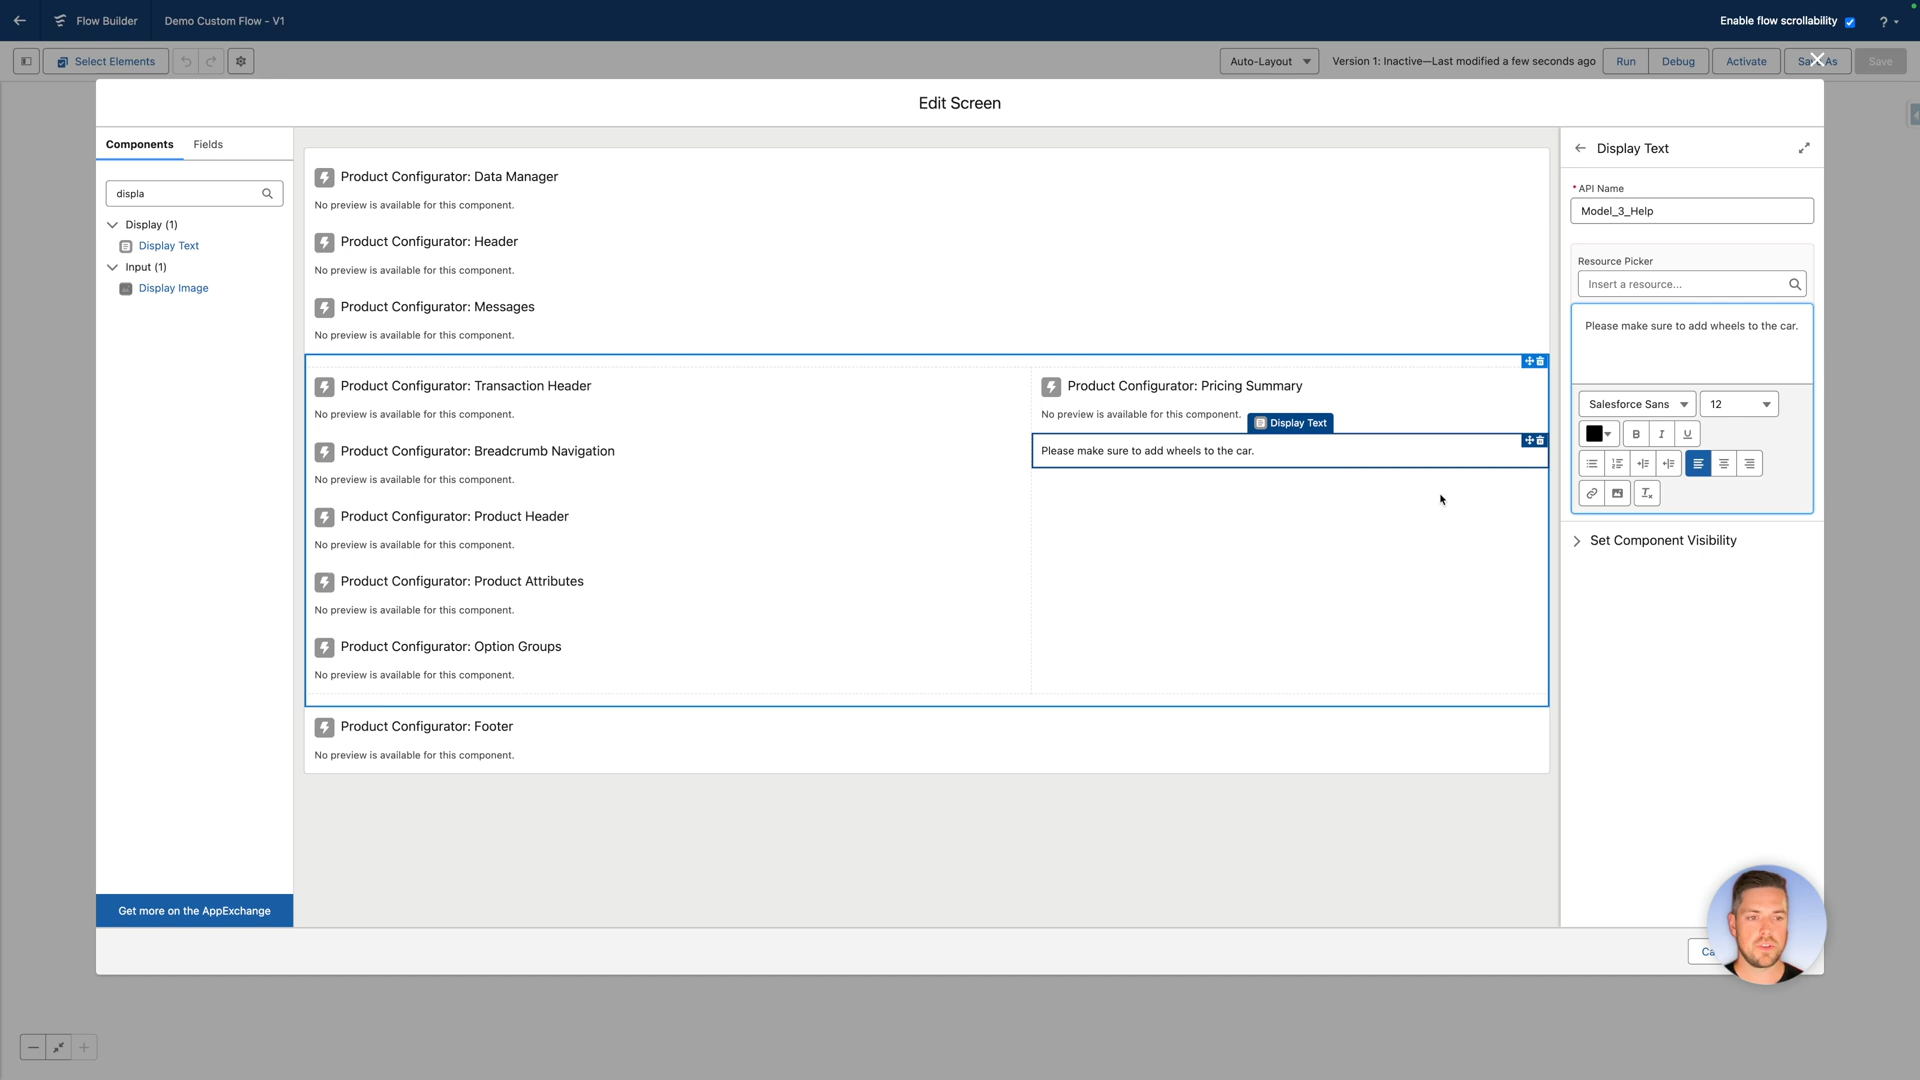 Flow Builder
Demo Custom Flow - V1
Enable flow scrollability
?
Select Elements
Auto-Layout
Version 1: Inactive—Last modified a few seconds ago
Run
Debug
Activate
Save As
Save
Edit Screen
Components
Fields
displa
Display (1)
Display Text
Input (1)
Display Image
Get more on the AppExchange
Product Configurator: Data Manager
No preview is available for this component.
Product Configurator: Header
No preview is available for this component.
Product Configurator: Messages
No preview is available for this component.
Product Configurator: Transaction Header
No preview is available for this component.
Product Configurator: Breadcrumb Navigation
No preview is available for this component.
Product Configurator: Product Header
No preview is available for this component.
Product Configurator: Product Attributes
No preview is available for this component.
Product Configurator: Option Groups
No preview is available for this component.
Product Configurator: Pricing Summary
No preview is available for this component.
Display Text
Please make sure to add wheels to the car.
Product Configurator: Footer
No preview is available for this component.
Display Text
* API Name
Model_3_Help
Resource Picker
Insert a resource...
Please make sure to add wheels to the car.
Salesforce Sans
12
B
I
U
Set Component Visibility